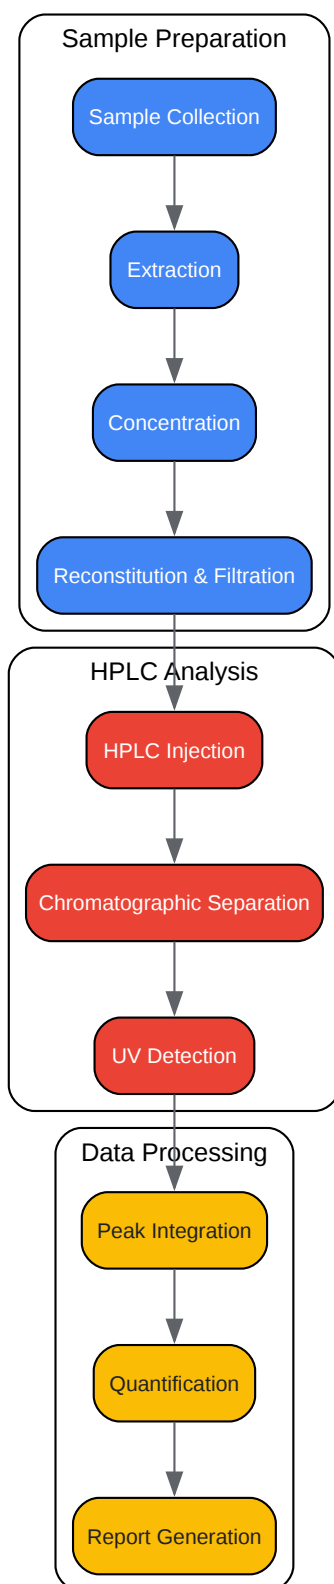 Sample Preparation
Sample Collection
Extraction
Concentration
Reconstitution & Filtration
HPLC Analysis
HPLC Injection
Chromatographic Separation
UV Detection
Data Processing
Peak Integration
Quantification
Report Generation